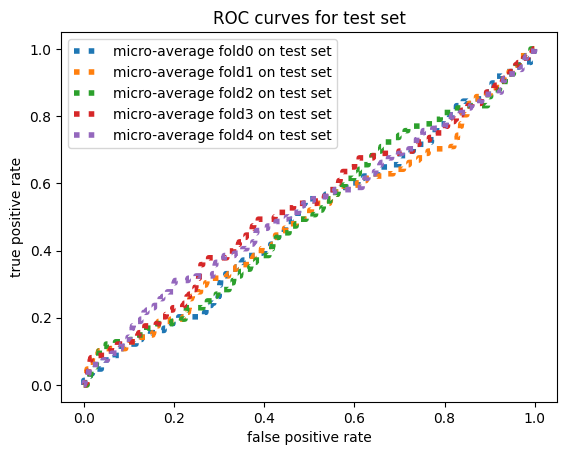 ROC curves for test set
micro-average fold0 on test set
micro-average fold1 on test set
micro-average fold2 on test set
micro-average fold3 on test set
micro-average fold4 on test set
true positive rate
1.0
0.8
0.6
0.4
0.2
0.0
0.0 0.2 0.4 0.6 0.8 1.0
false positive rate